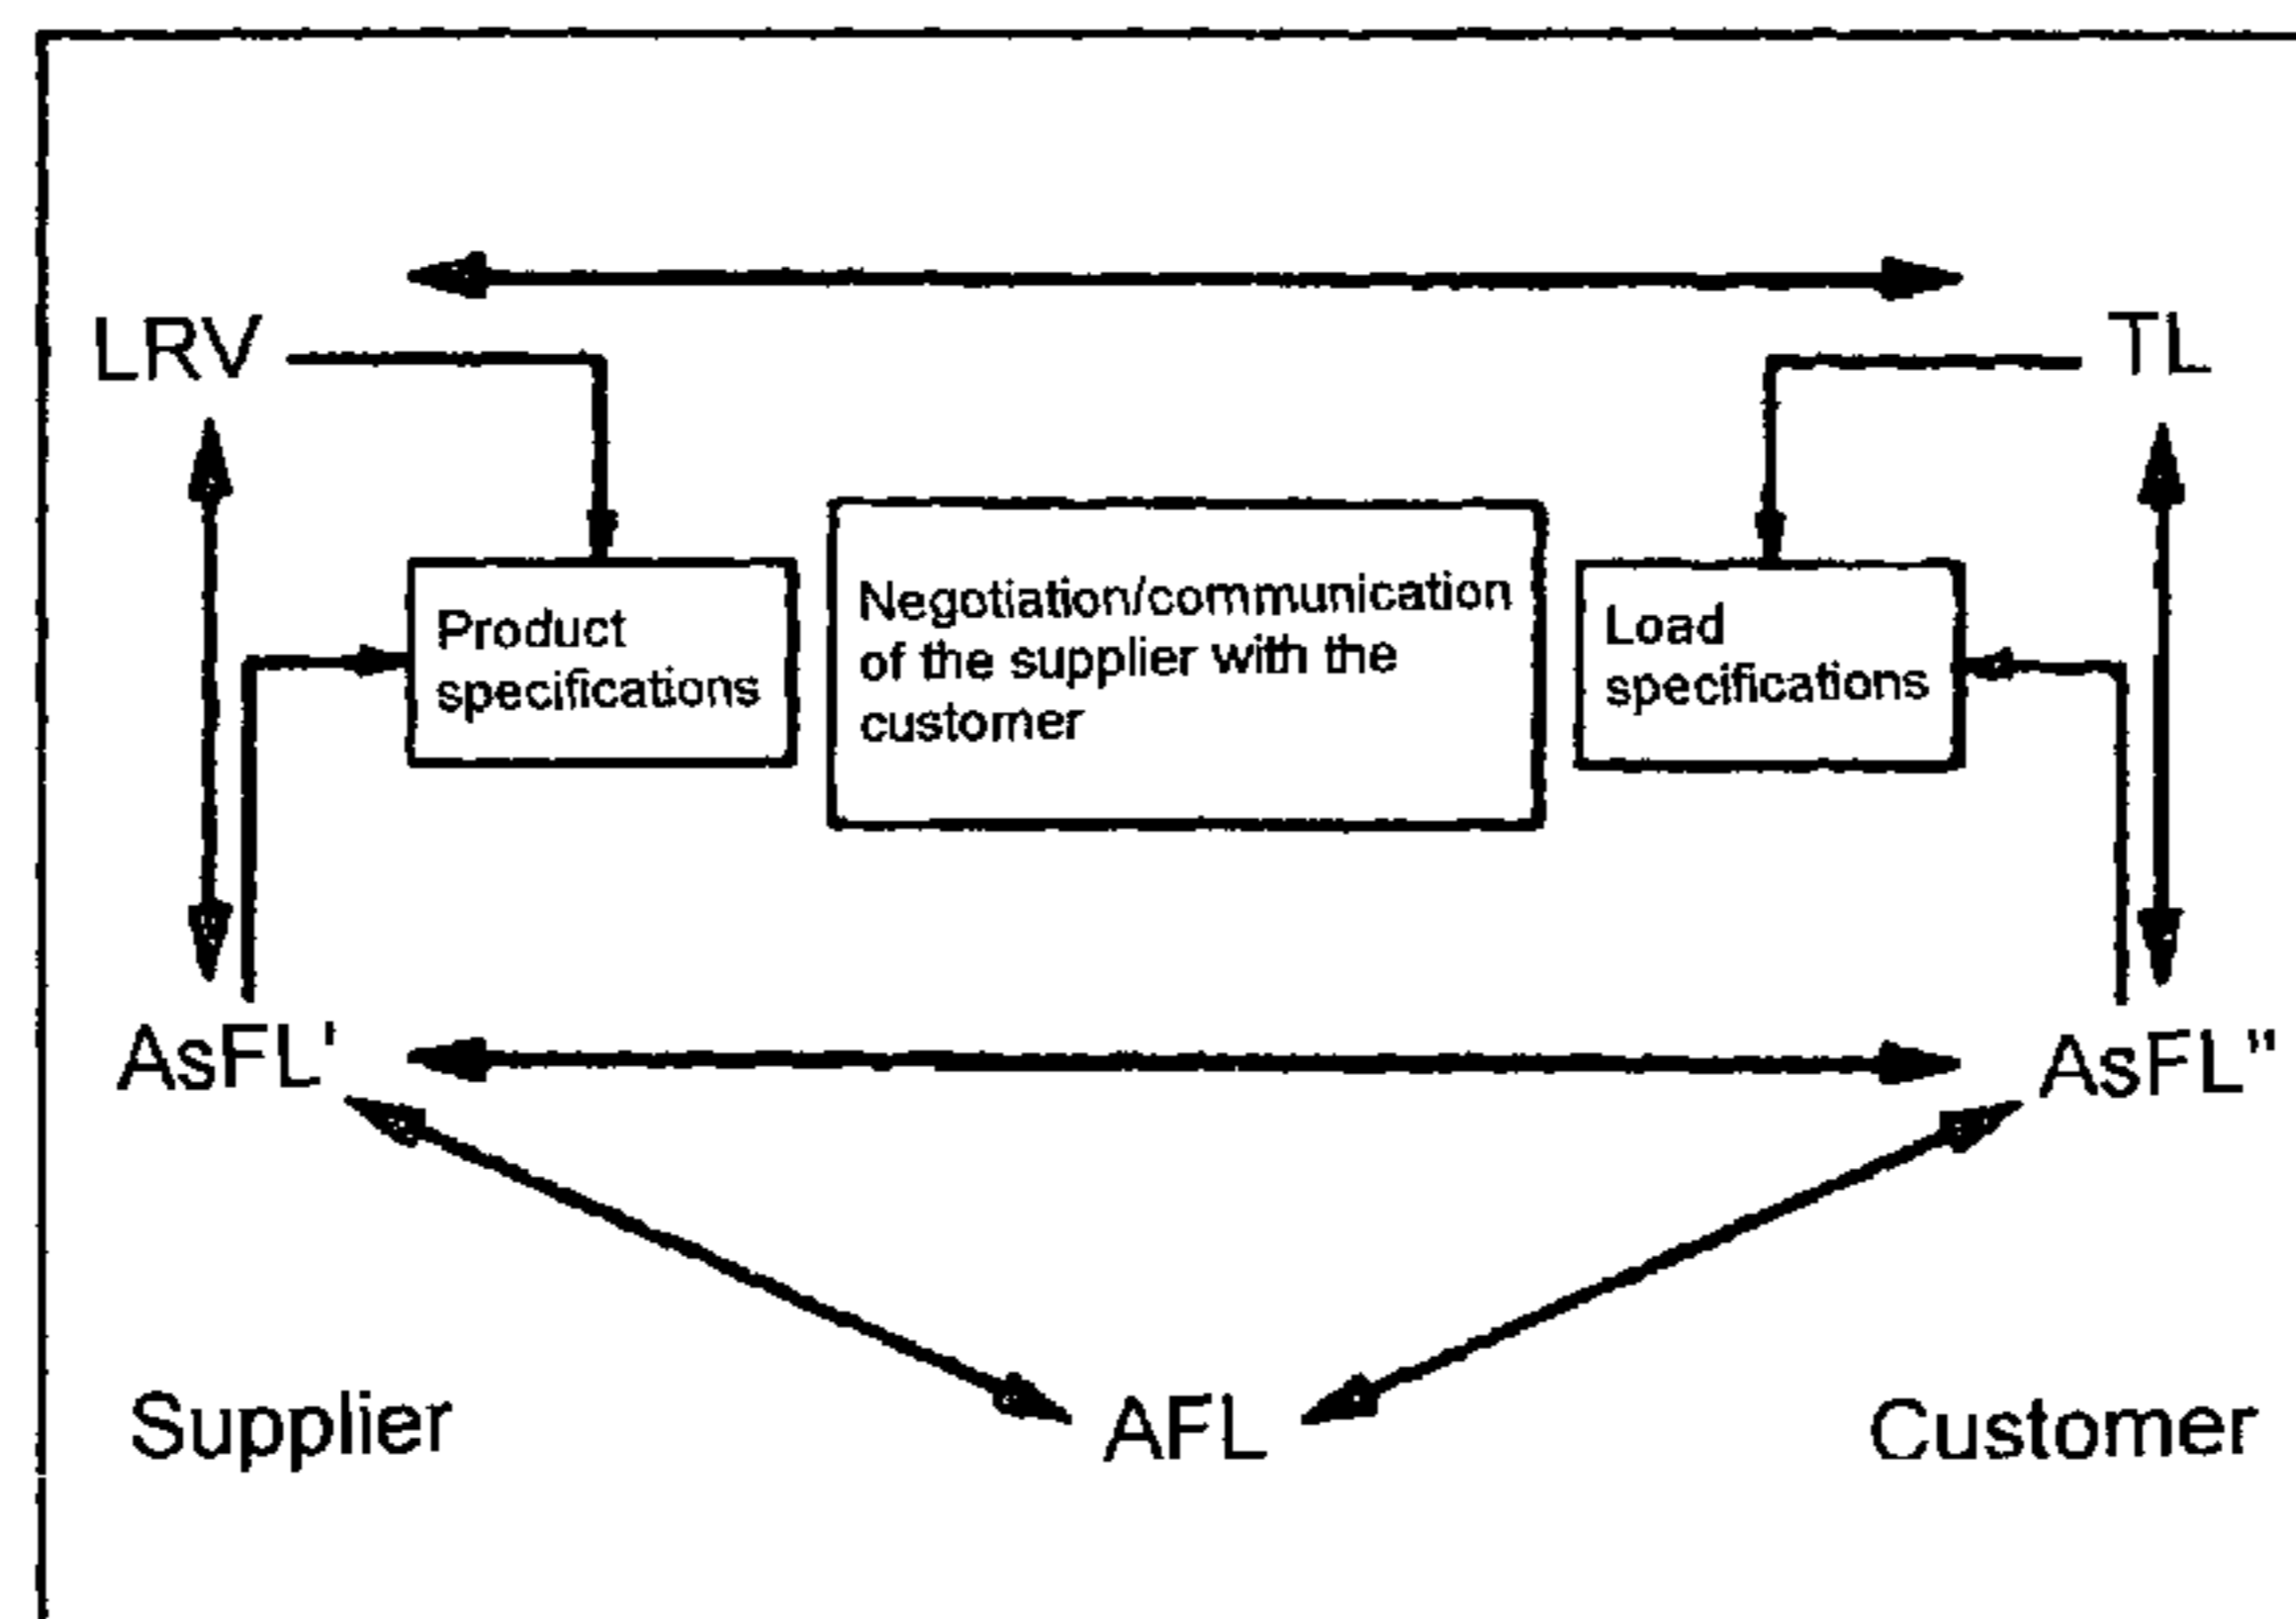 LRV
TL
Product
specifications
Negotiation/communication
of the supplier with the
customer
Load
specifications
AsFL'
AsFL"
Supplier
AFL
Customer